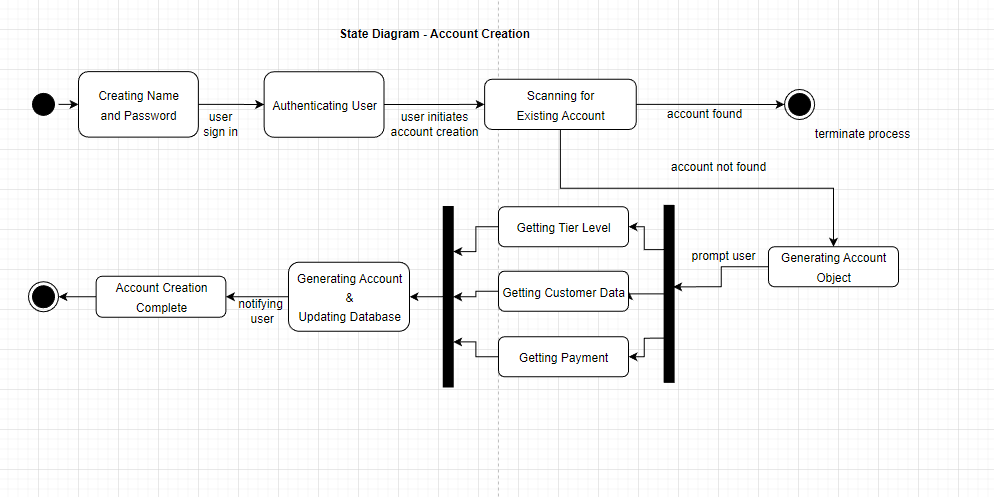 State Diagram - Account Creation
Creating Name
and Password
user
sign in
Authenticating User
user initiates
account creation
Scanning for
Existing Account
account found
terminate process
account not found
Generating Account
Object
prompt user
Getting Tier Level
Getting Customer Data
Getting Payment
Generating Account
&
Updating Database
notifying
user
Account Creation
Complete